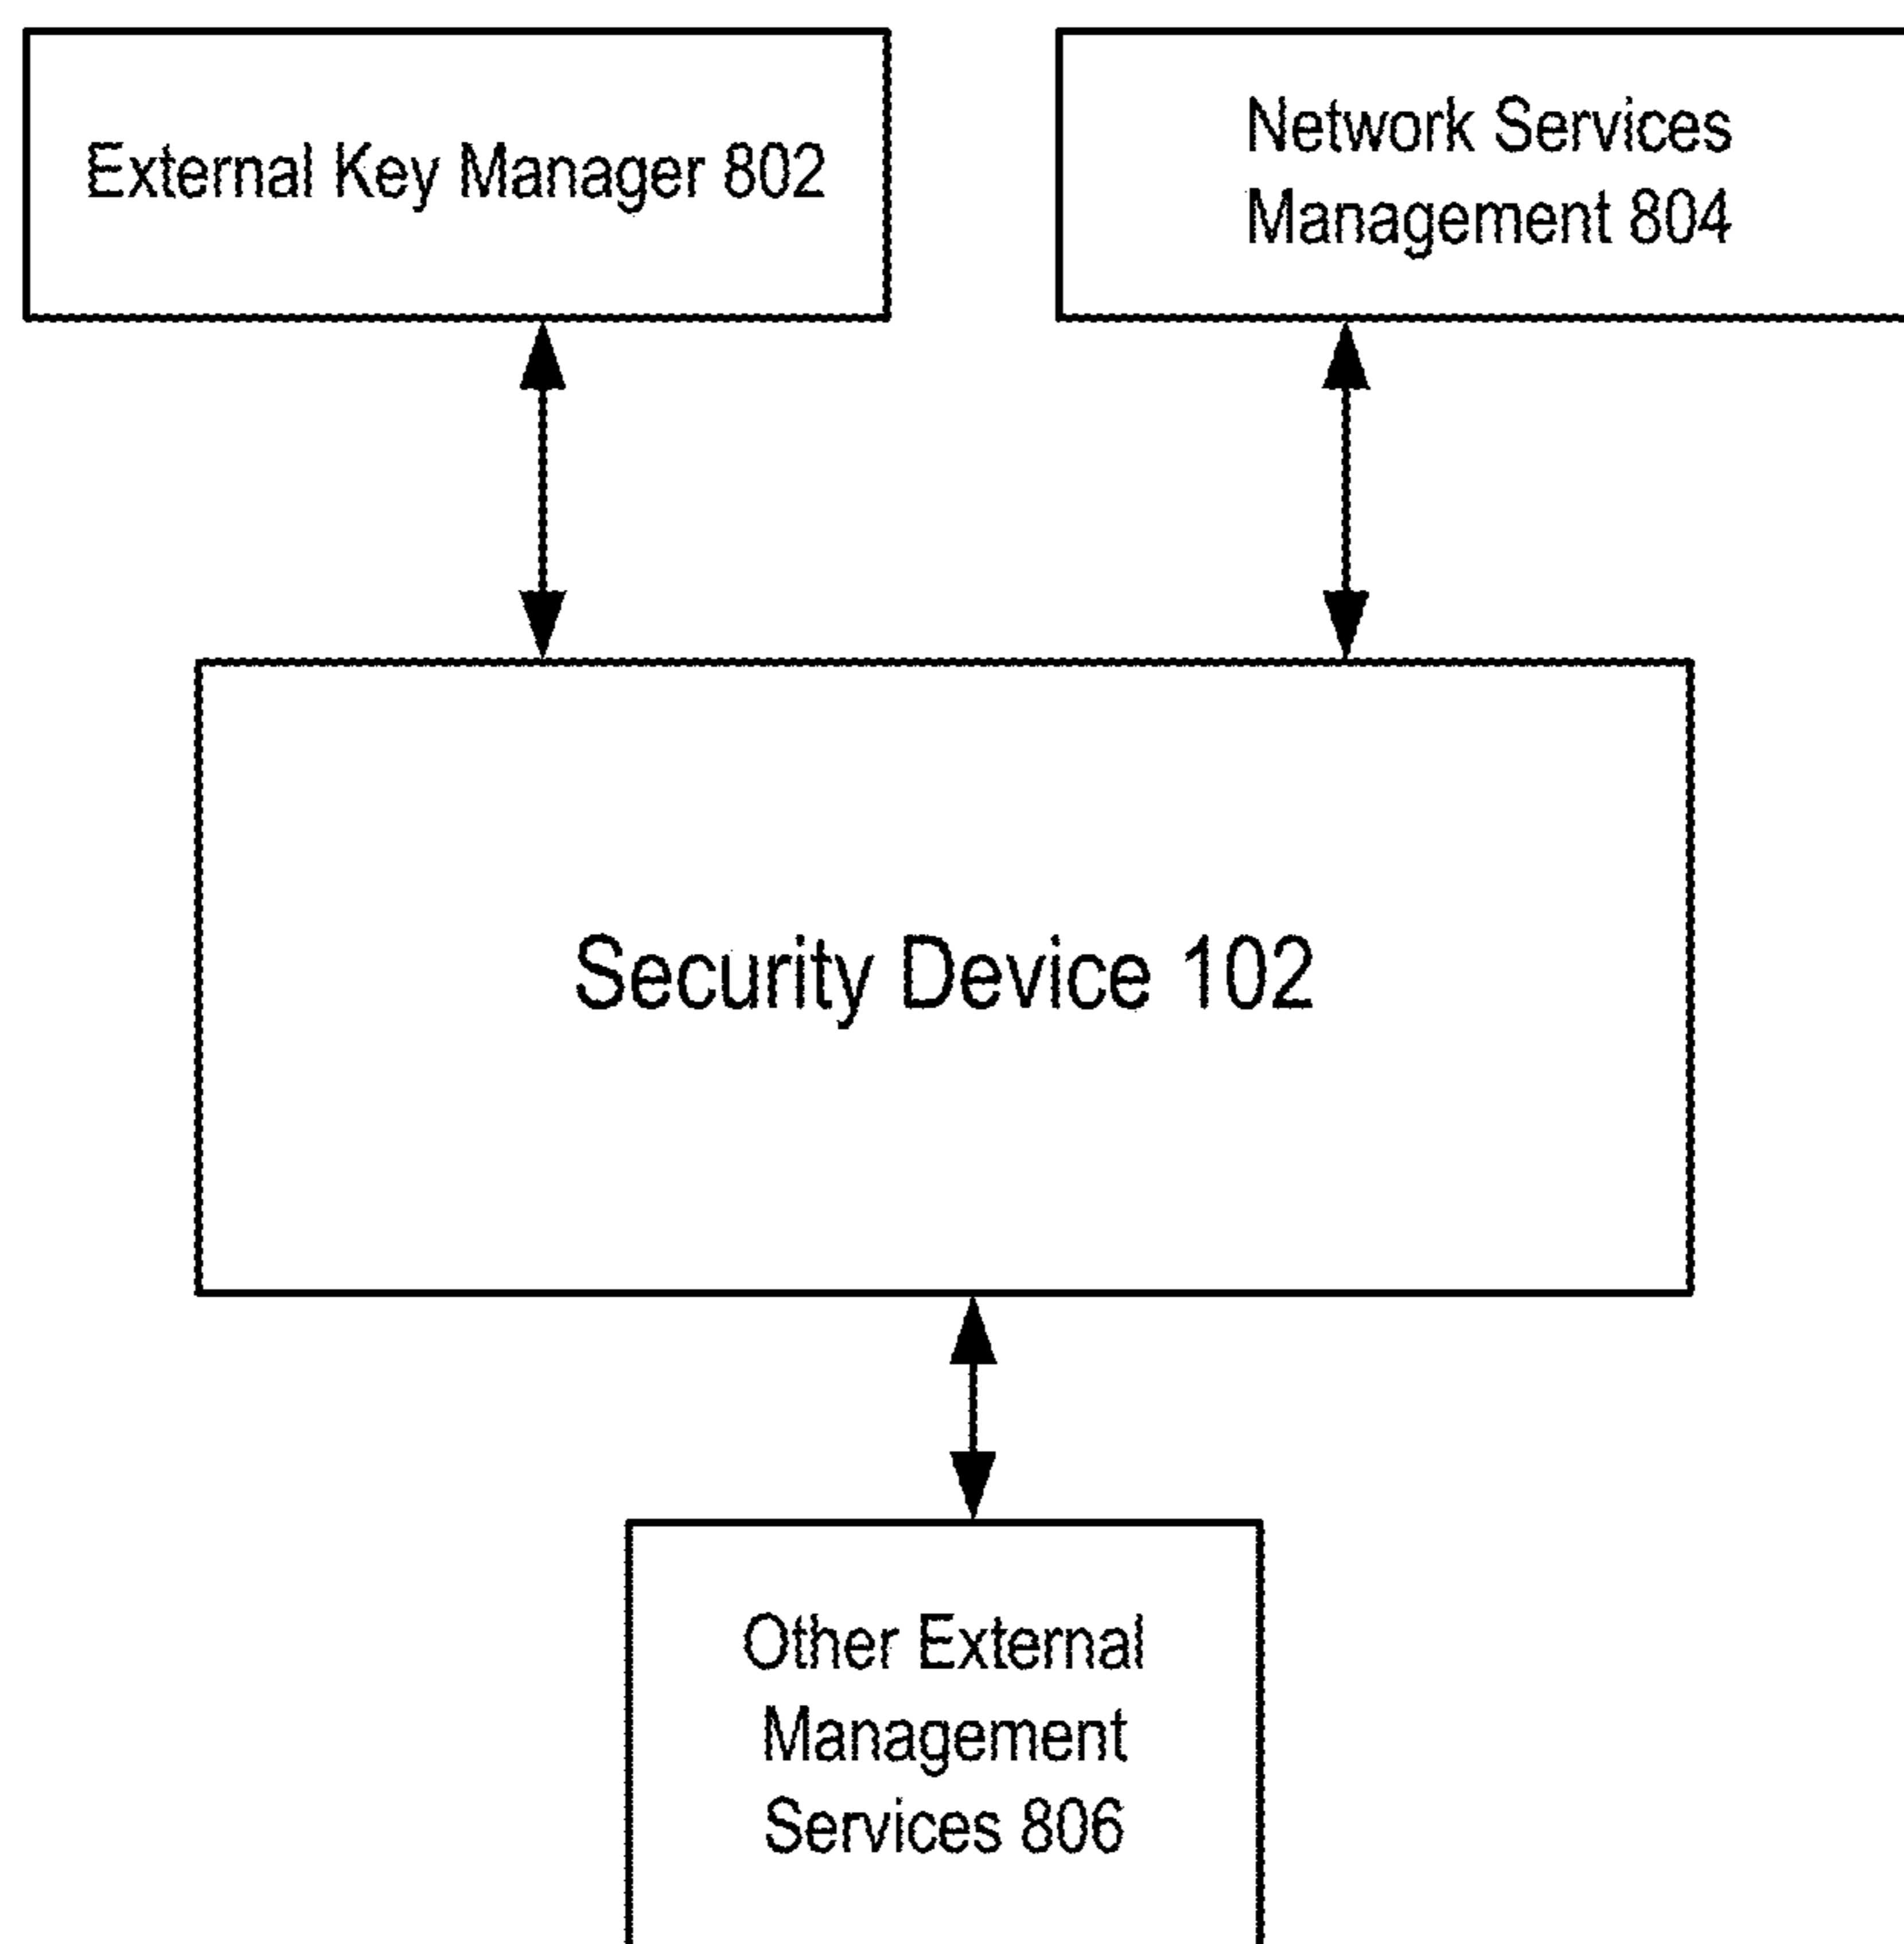 External Key Manager 802
Network Services
Management 804
Security Device 102
Other External
Management
Services 806